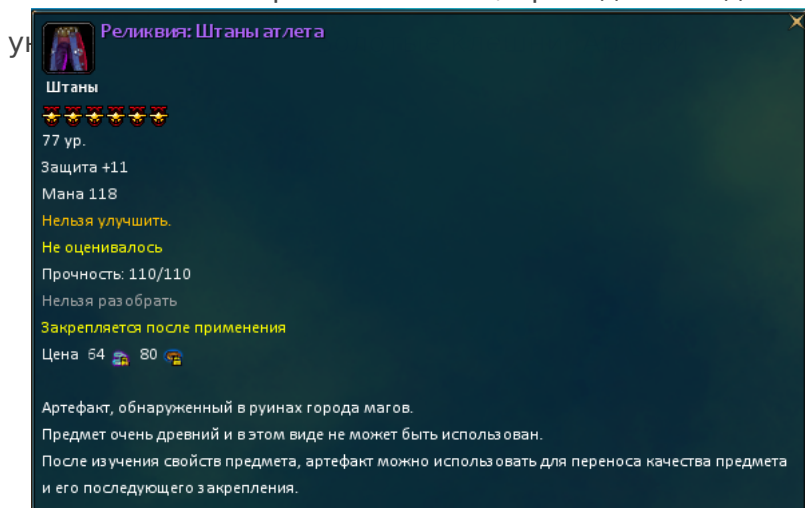 Реликвия: Штаны атлета
ун
Штаны
77 ур.
Защита +11
Мана 118
Нельзя улучшить.
Не оценивалось
Прочность: 110/110
Нельзя разобрать
Закрепляется после применения
Цена 64 80
Артефакт, обнаруженный в руинах города магов.
Предмет очень древний и в этом виде не может быть использован.
После изучения свойств предмета, артефакт можно использовать для переноса качества предмета
и его последующего закрепления.